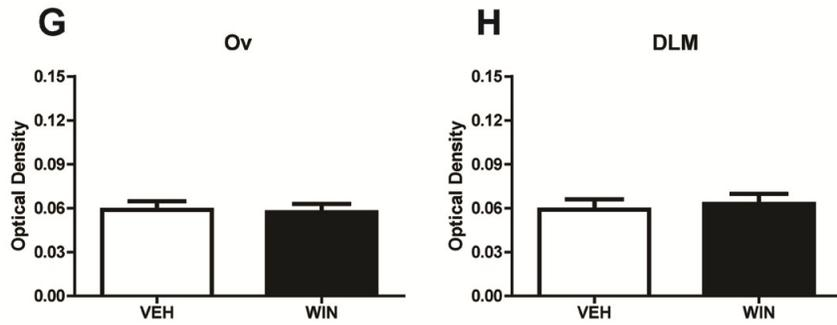 G
Ov
Optical Density
0.15
0.12
0.09
0.06
0.03
0.00
VEH WIN
H
DLM
Optical Density
0.15
0.12
0.09
0.06
0.03
0.00
VEH WIN